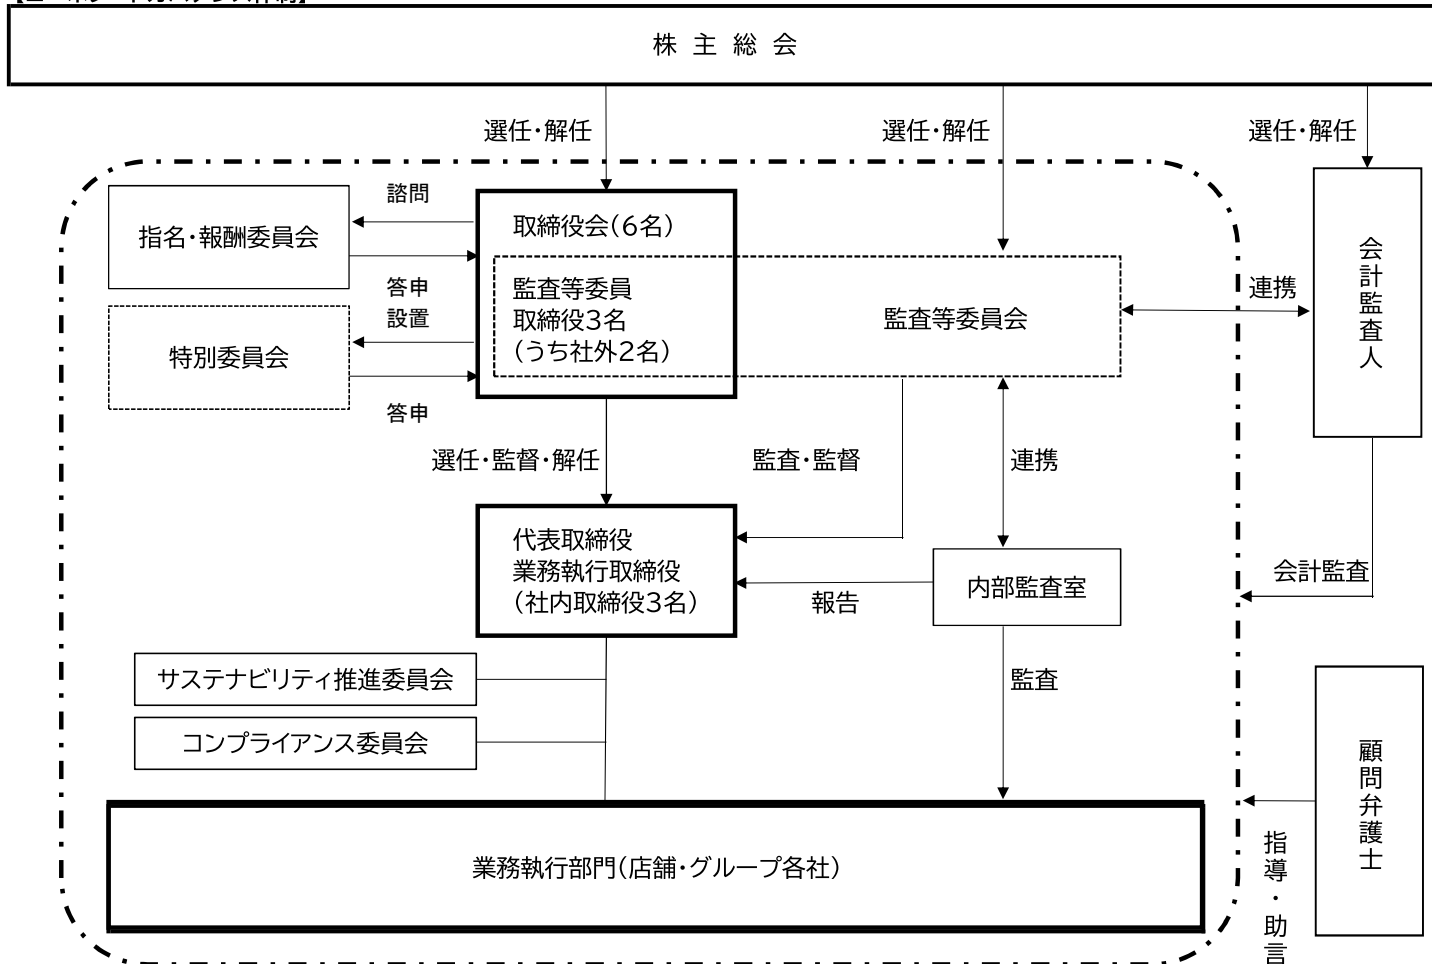 株主総会
選任・解任
選任・解任
選任・解任
諮問
指名・報酬委員会
取締役会(6名)
答申
監査等委員
取締役3名
(うち社外2名)
監査等委員会
連携
会計監査人
設置
特別委員会
答申
選任・監督・解任
監査・監督
連携
代表取締役
業務執行取締役
(社内取締役3名)
報告
内部監査室
会計監査
サステナビリティ推進委員会
監査
コンプライアンス委員会
顧問弁護士
指導・助言
業務執行部門(店舗・グループ各社)